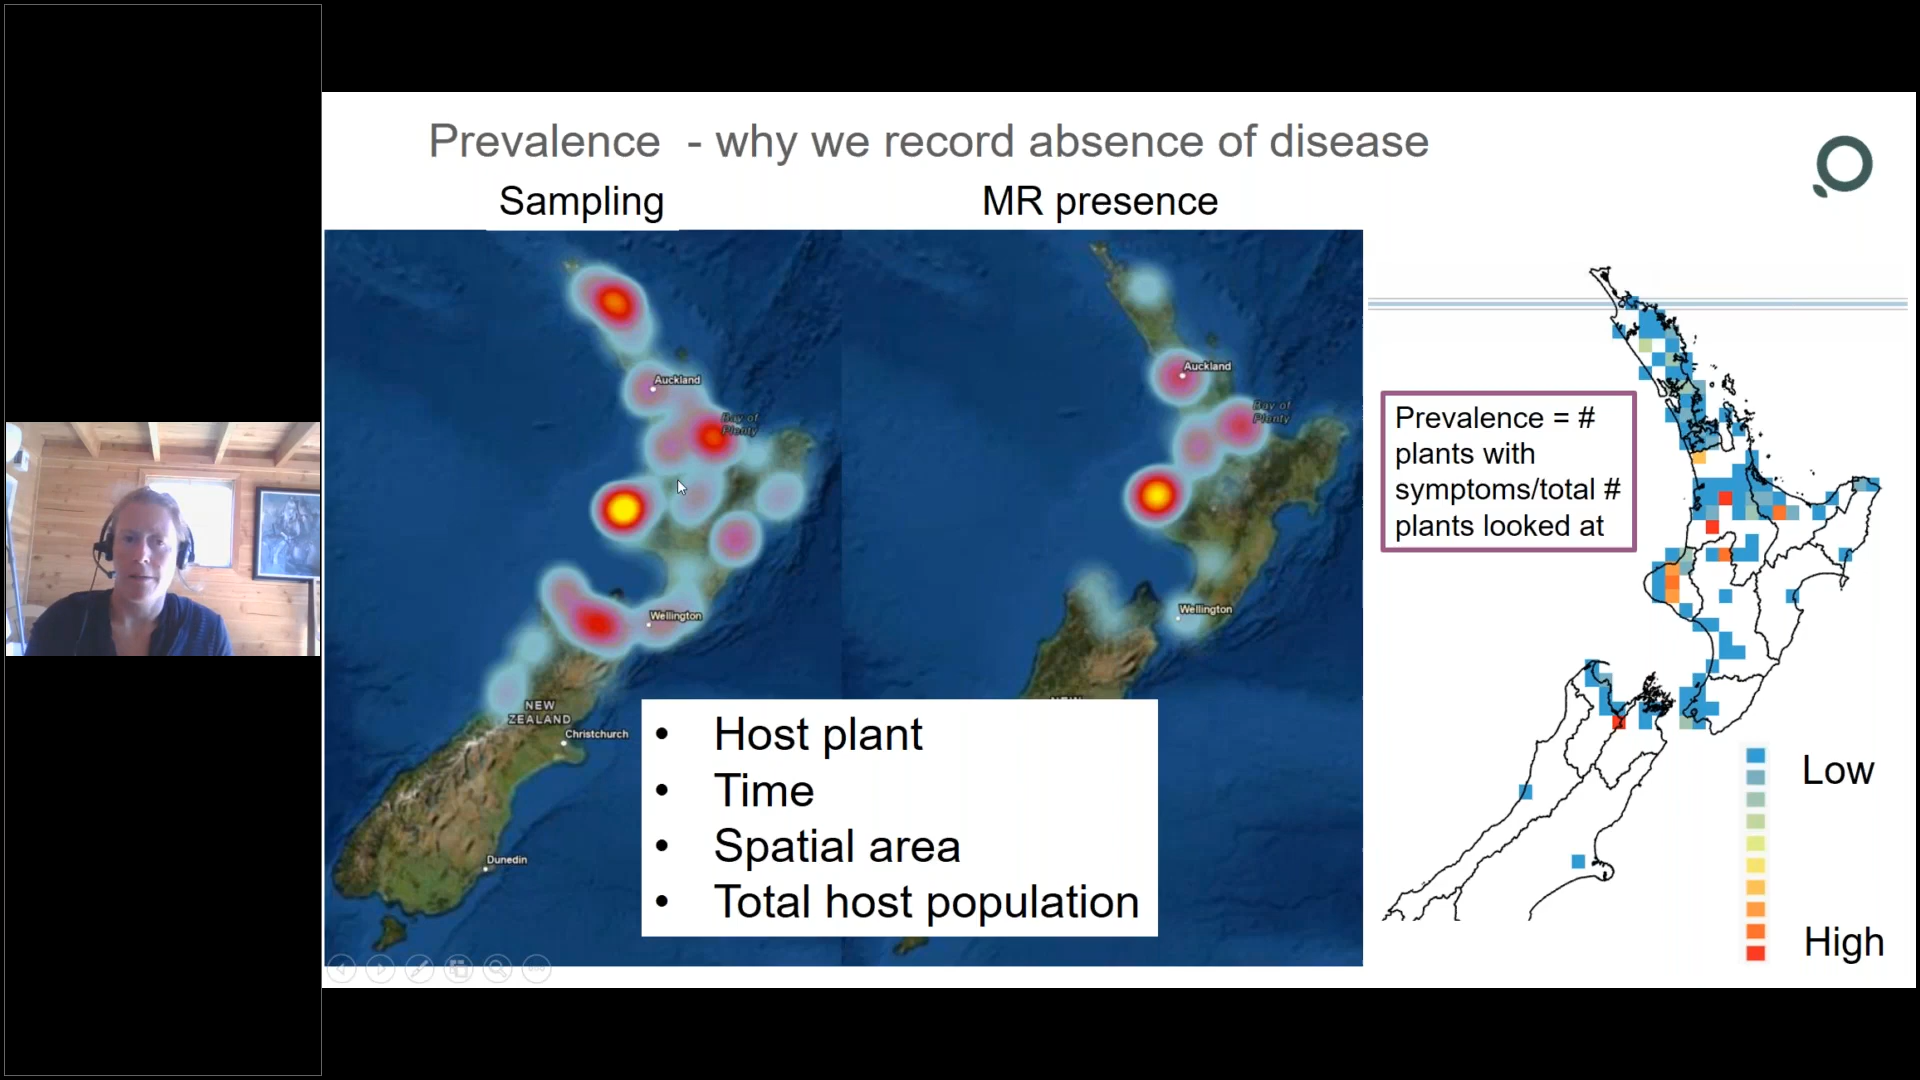 Prevalence - why we record absence of disease
Sampling
MR presence
Auckland
Bay of
Plenty
Wellington
NEW
ZEALAND
Christchurch
Dunedin
Auckland
Bay of
Plenty
Wellington
• Host plant
• Time
• Spatial area
• Total host population
Prevalence = #
plants with
symptoms/total #
plants looked at
Low
High